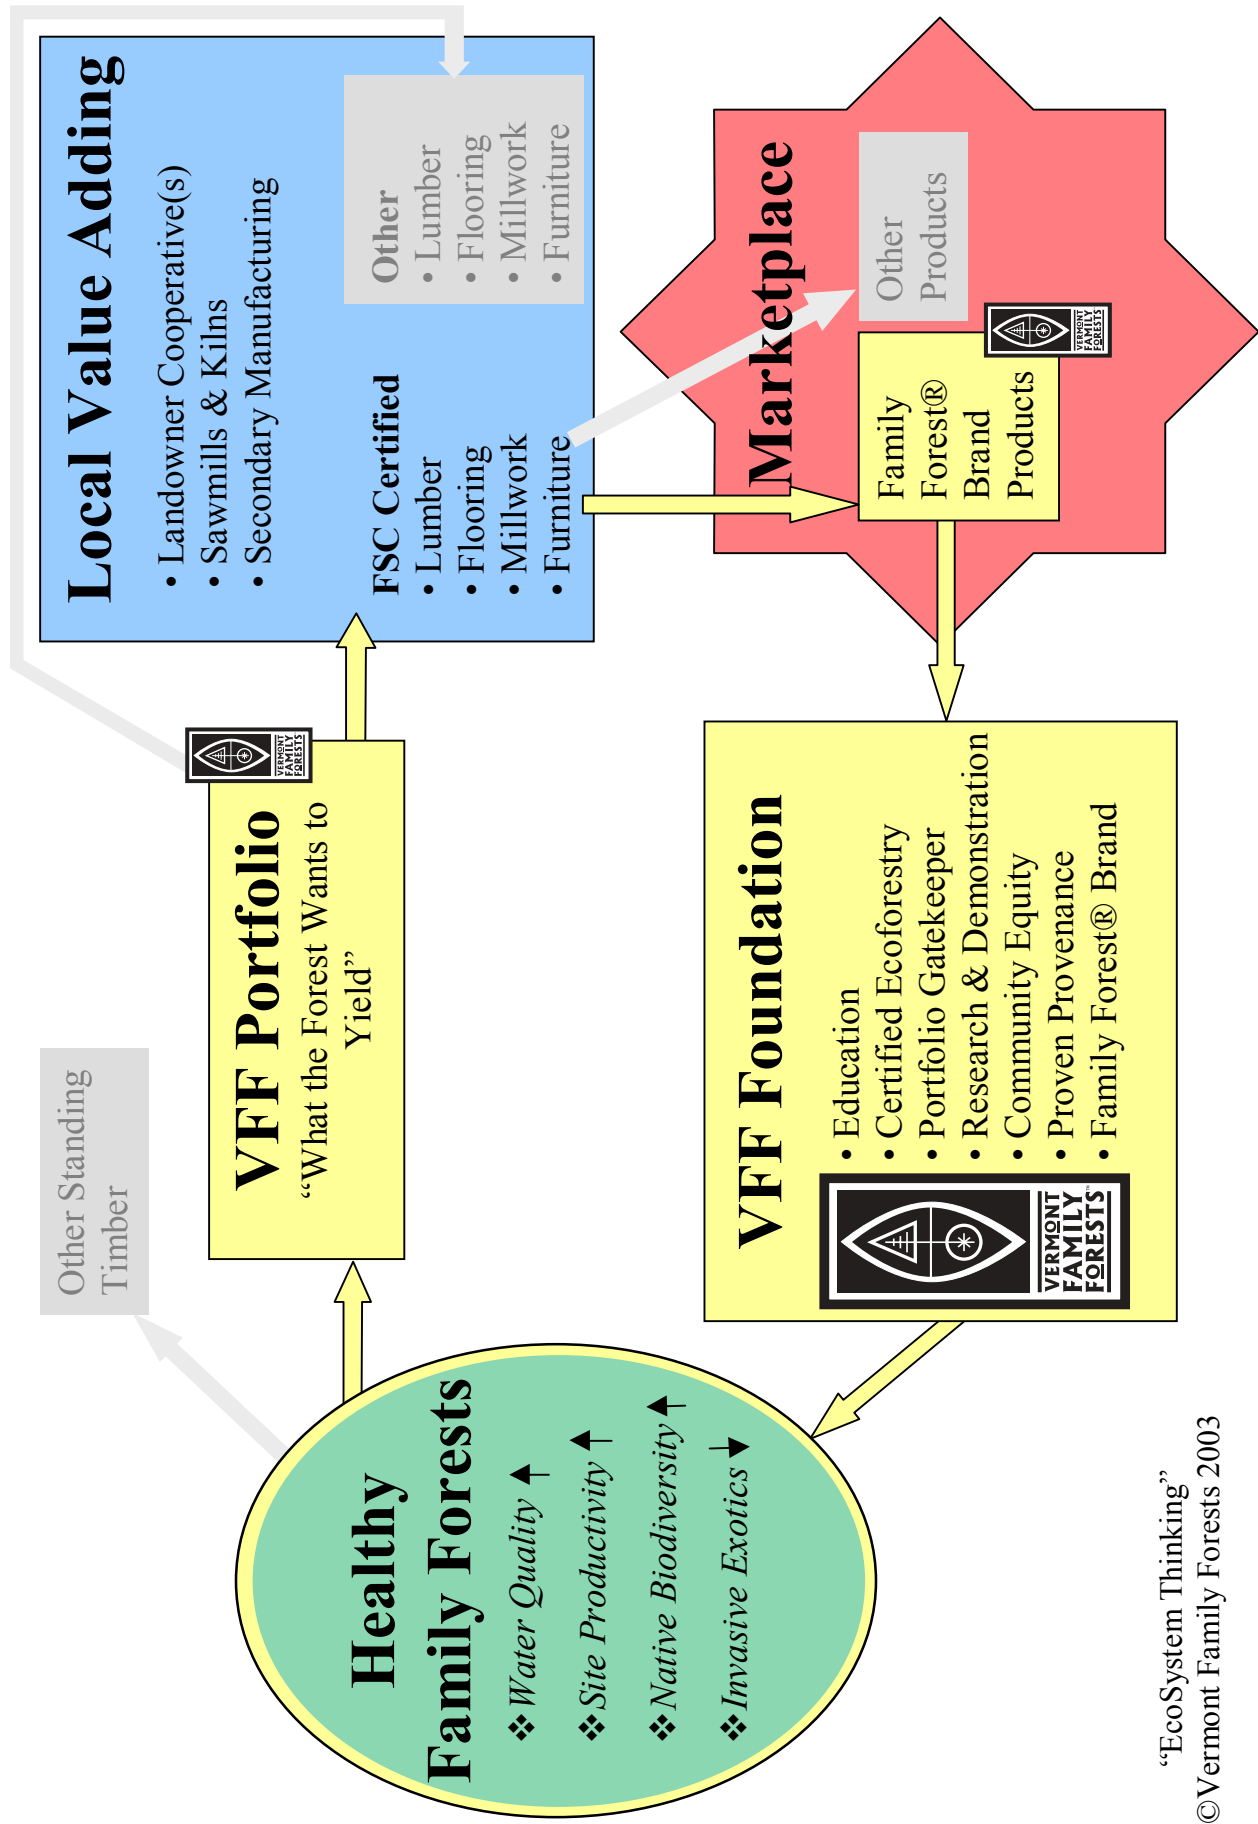 Other Standing
Timber
VFF Portfolio
“What the Forest Wants to
Yield”
VERMONT
FAMILY
FORESTS
Local Value Adding
• Landowner Cooperative(s)
• Sawmills & Kilns
• Secondary Manufacturing
FSC Certified
• Lumber
• Flooring
• Millwork
• Furniture
Other
• Lumber
• Flooring
• Millwork
• Furniture
Healthy
Family Forests
❖Water Quality
❖Site Productivity
❖Native Biodiversity
❖Invasive Exotics
VFF Foundation
• Education
• Certified Ecoforestry
• Portfolio Gatekeeper
• Research & Demonstration
• Community Equity
• Proven Provenance
• Family Forest® Brand
VERMONT
FAMILY
FORESTS™
Marketplace
Family
Forest®
Brand
Products
Other
Products
VERMONT
FAMILY
FORESTS
“EcoSystem Thinking”
©Vermont Family Forests 2003